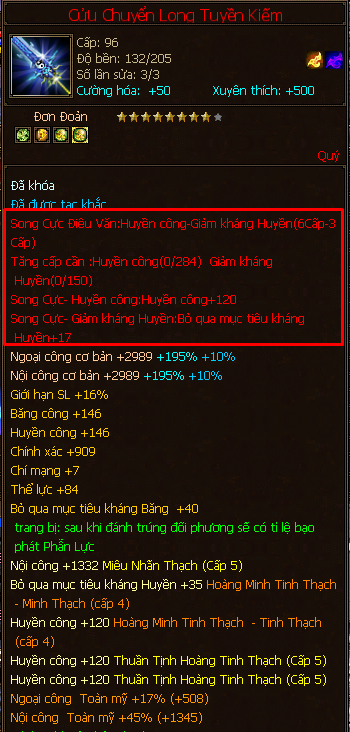 Cửu Chuyển Long Tuyền Kiếm
Cấp: 96
Độ bền: 132/205
Số lần sửa: 3/3
Cường hóa: +50 Xuyên thích: +500
Đơn Đoản
Quý
Đã khóa
Đã được tạc khắc
Song Cực Điêu Văn:Huyền công-Giảm kháng Huyền(6Cấp-3
Cấp)
Tăng cấp cần :Huyền công(0/284) Giảm kháng
Huyền(0/150)
Song Cực- Huyền công:Huyền công+120
Song Cực- Giảm kháng Huyền:Bỏ qua mục tiêu kháng
Huyền+17
Ngoại công cơ bản +2989 +195% +10%
Nội công cơ bản +2989 +195% +10%
Giới hạn SL +16%
Băng công +146
Huyền công +146
Chính xác +909
Chí mạng +7
Thể lực +84
Bỏ qua mục tiêu kháng Băng +40
trang bị: sau khi đánh trúng đối phương sẽ có tỉ lệ bạo
phát Phẫn Lực
Nội công +1332 Miêu Nhãn Thạch (Cấp 5)
Bỏ qua mục tiêu kháng Huyền +35 Hoàng Minh Tinh Thạch
- Minh Thạch (cấp 4)
Huyền công +120 Hoàng Minh Tinh Thạch - Tinh Thạch
(cấp 4)
Huyền công +120 Thuần Tịnh Hoàng Tinh Thạch (Cấp 5)
Huyền công +120 Thuần Tịnh Hoàng Tinh Thạch (Cấp 5)
Ngoại công Toàn mỹ +17% (+508)
Nội công Toàn mỹ +45% (+1345)